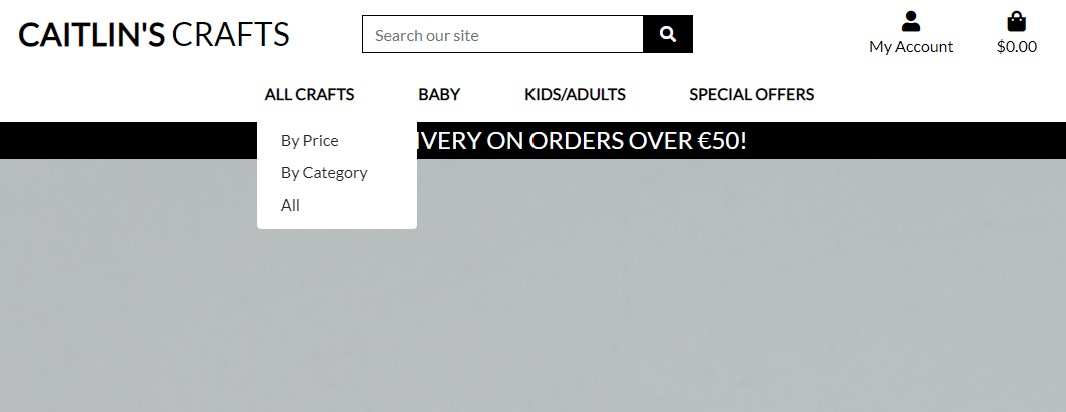 CAITLIN'S CRAFTS
Search our site
My Account
$0.00
ALL CRAFTS
BABY
KIDS/ADULTS
SPECIAL OFFERS
By Price
By Category
All
IVERY ON ORDERS OVER €50!